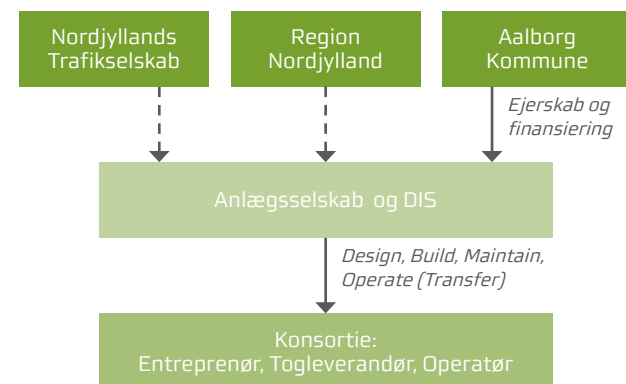 Nordjyllands
Trafikselskab
Region
Nordjylland
Aalborg
Kommune
Ejerskab og
finansiering
Anlægsselskab og DIS
Design, Build, Maintain,
Operate (Transfer)
Konsortie:
Entreprenør, Togleverandør, Operatør